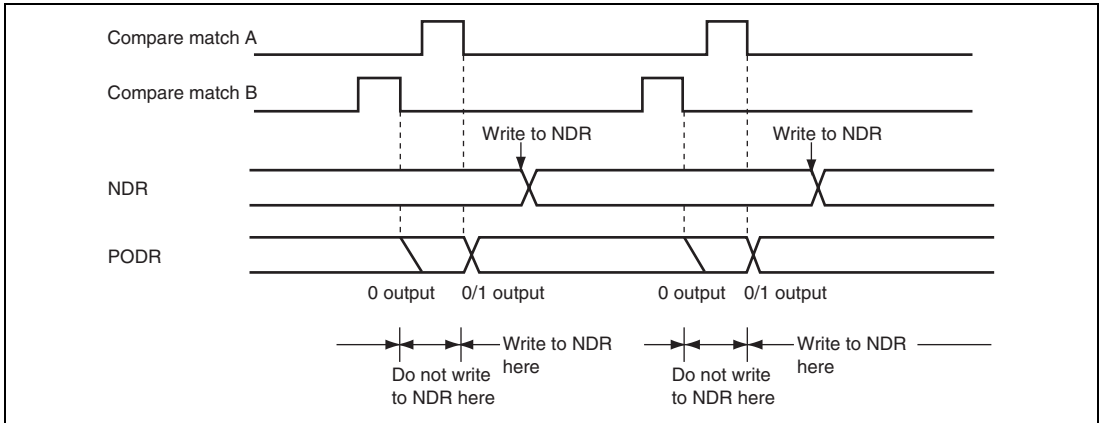 Compare match A
Compare match B
Write to NDR
Write to NDR
NDR
PODR
0 output
0/1 output
0 output
0/1 output
Write to NDR
here
Do not write
to NDR here
Write to NDR
here
Do not write
to NDR here